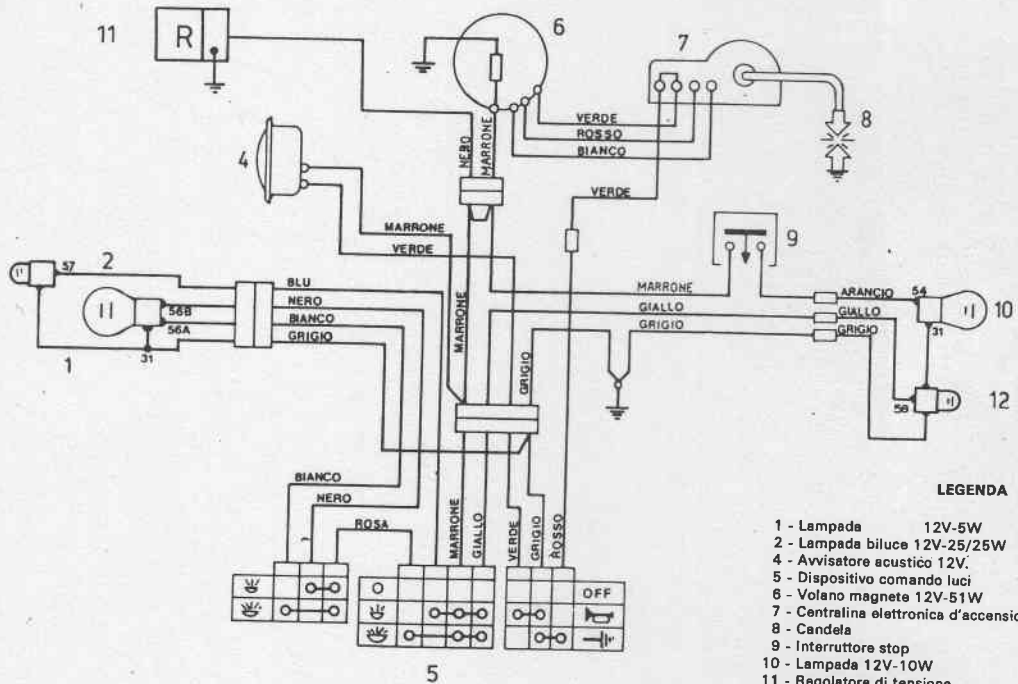 11
R
6
7
8
4
NERO
MARRONE
VERDE
ROSSO
BIANCO
VERDE
MARRONE
VERDE
9
57
2
BLU
NERO
BIANCO
GRIGIO
56B
56A
31
1
MARRONE
MARRONE
GIALLO
GRIGIO
GRIGIO
ARANCIO
GIALLO
GRIGIO
54
31
10
58
12
BIANCO
NERO
ROSA
MARRONE
GIALLO
VERDE
GRIGIO
ROSSO
OFF
5
LEGENDA
1 - Lampada 12V-5W
2 - Lampada biluce 12V-25/25W
4 - Avvisatore acustico 12V.
5 - Dispositivo comando luci
6 - Volano magnete 12V-51W
7 - Centralina elettronica d'accensio
8 - Candela
9 - Interruttore stop
10 - Lampada 12V-10W
11 - Regolatore di tensione